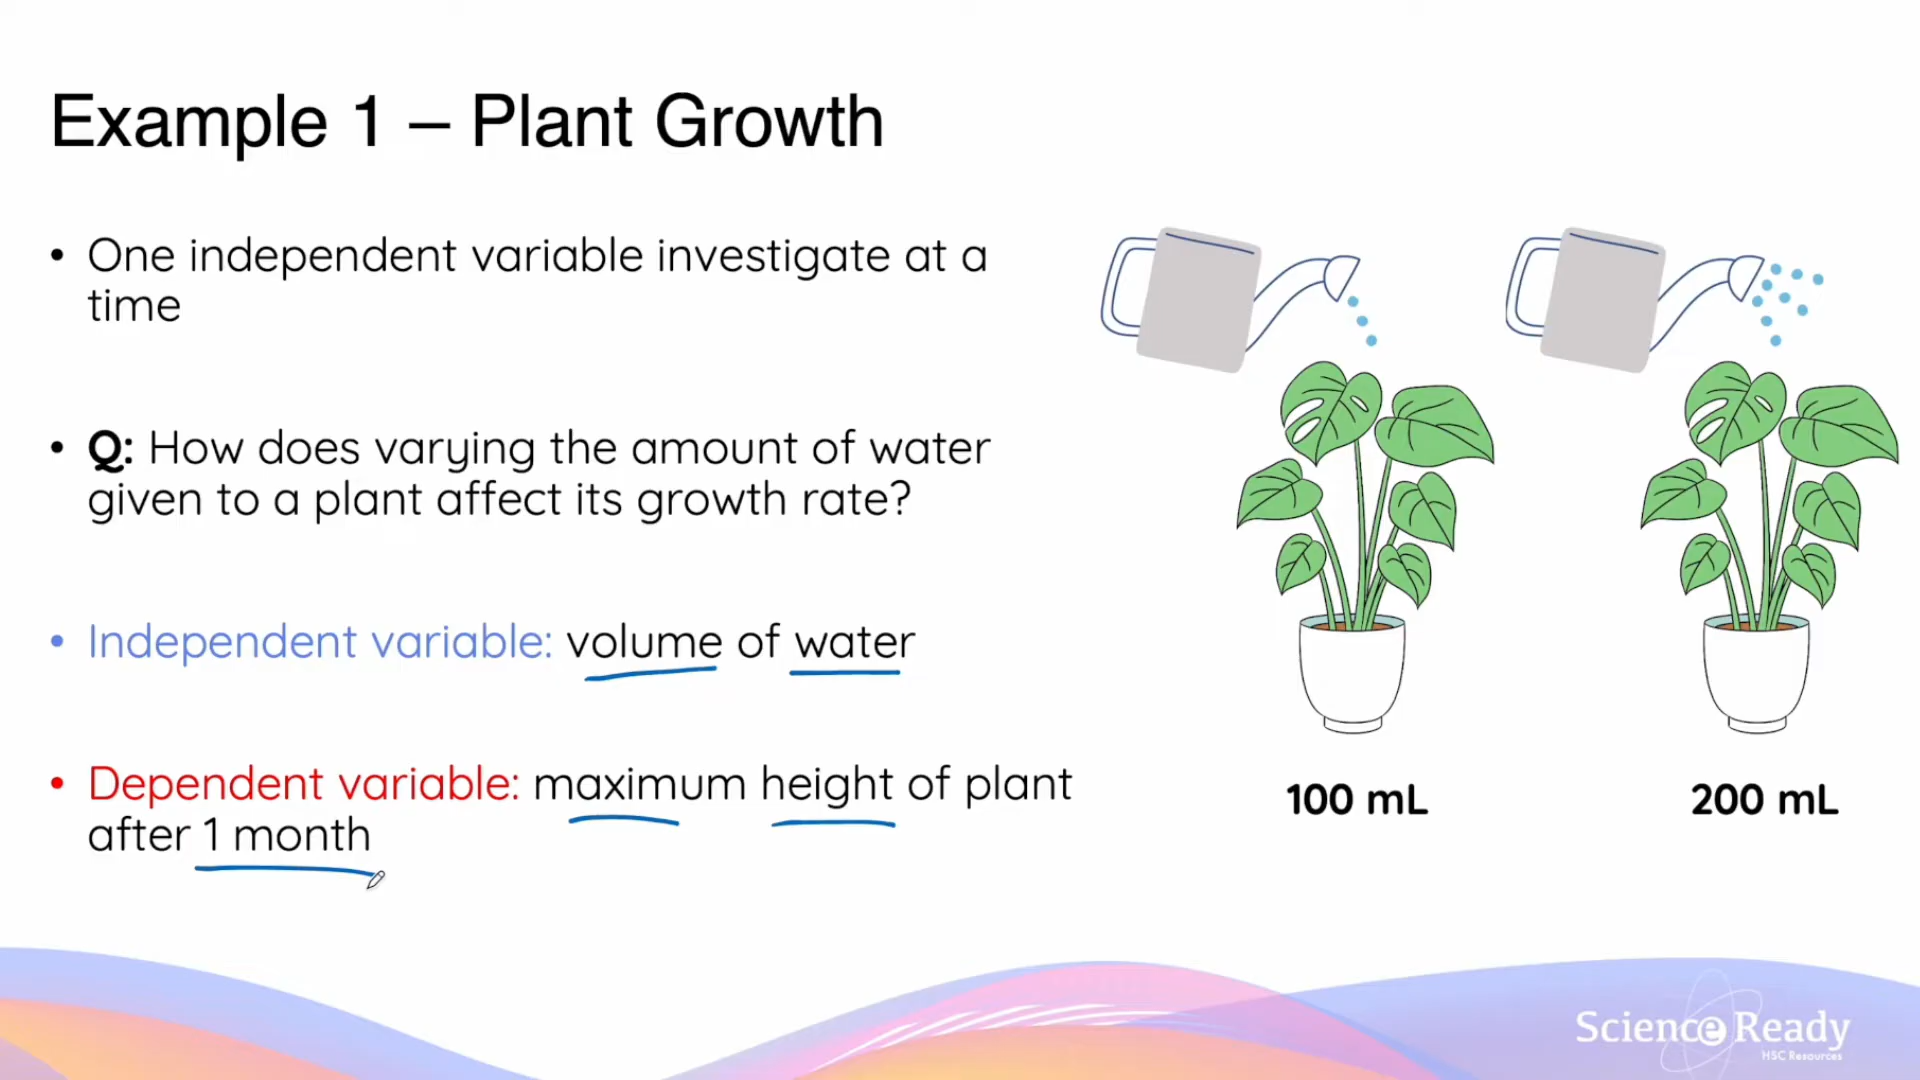 Example 1 – Plant Growth
• One independent variable investigate at a
time
• Q: How does varying the amount of water
given to a plant affect its growth rate?
• Independent variable: volume of water
• Dependent variable: maximum height of plant
after 1 month
100 mL
200 mL
Science Ready
HSC Resources